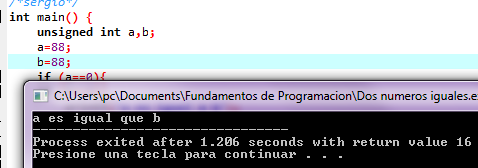 /*sergio*/
int main() {
unsigned int a,b;
a=88;
b=88;
if (a==0){
C:\Users\pc\Documents\Fundamentos de Programacion\Dos numeros iguales.e
a es igual que b
--------------------------------
Process exited after 1.206 seconds with return value 16
Presione una tecla para continuar . . .